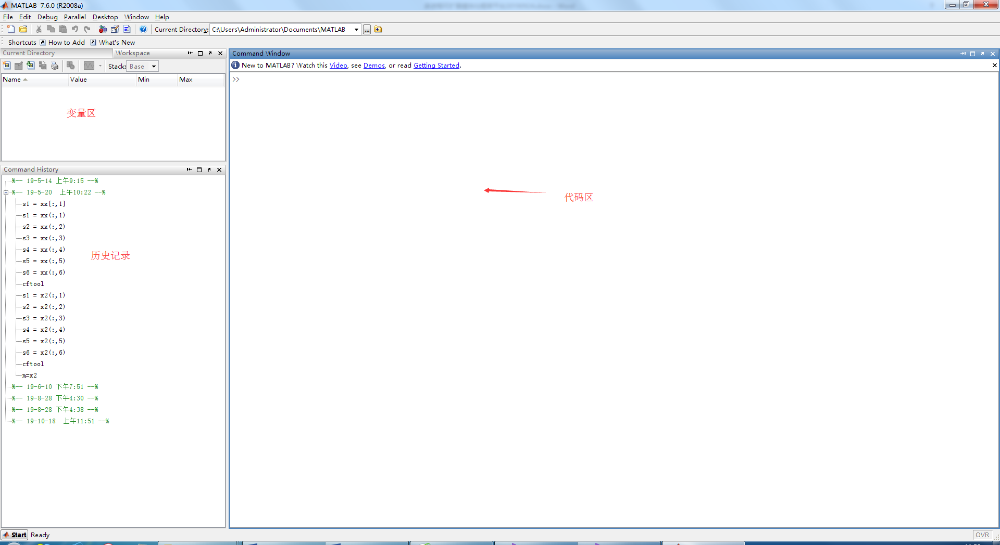 MATLAB 7.6.0 (R2008a)
File Edit Debug Parallel Desktop Window Help
Current Directory: C:\Users\Administrator\Documents\MATLAB ...
Shortcuts How to Add What's New
Current Directory Workspace
Stack: Base
Name Value Min Max
变量区
Command History
%-- 19-5-14 上午9:15 --%
%-- 19-5-20 上午10:22 --%
s1 = xx[:,1]
s1 = xx(:,1)
s2 = xx(:,2)
s3 = xx(:,3)
s4 = xx(:,4)
s5 = xx(:,5)
s6 = xx(:,6)
cftool
s1 = x2(:,1)
s2 = x2(:,2)
s3 = x2(:,3)
s4 = x2(:,4)
s5 = x2(:,5)
s6 = x2(:,6)
cftool
m=x2
%-- 19-6-10 下午7:51 --%
%-- 19-8-28 下午4:30 --%
%-- 19-8-28 下午4:38 --%
%-- 19-10-18 上午11:51 --%
历史记录
Command Window
New to MATLAB? Watch this Video, see Demos, or read Getting Started.
>>
代码区
Start Ready
OVR